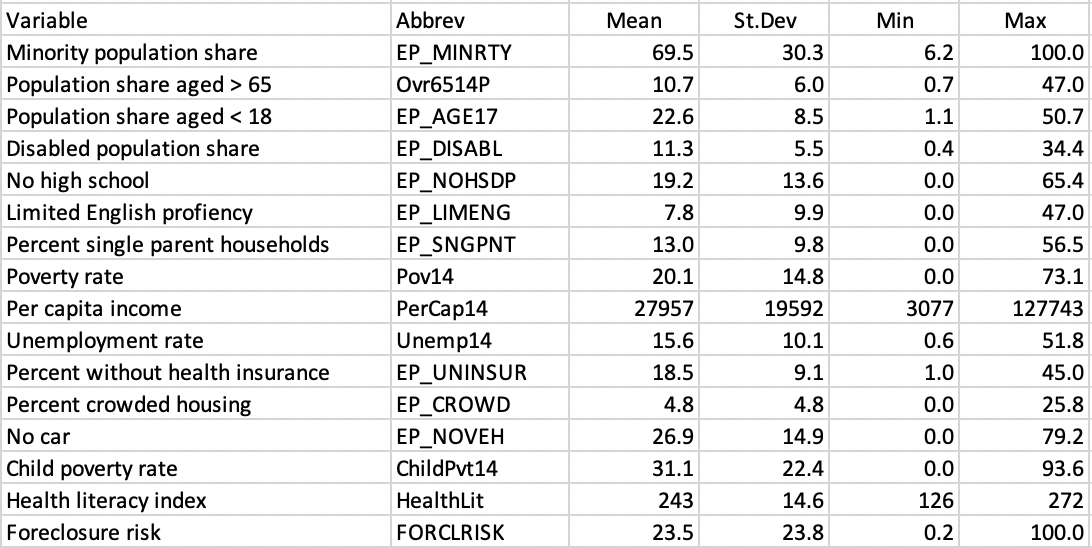 Variable Abbrev Mean St.Dev Min Max
Minority population share EP_MINRTY 69.5 30.3 6.2 100.0
Population share aged > 65 Ovr6514P 10.7 6.0 0.7 47.0
Population share aged < 18 EP_AGE17 22.6 8.5 1.1 50.7
Disabled population share EP_DISABL 11.3 5.5 0.4 34.4
No high school EP_NOHSDP 19.2 13.6 0.0 65.4
Limited English profiency EP_LIMENG 7.8 9.9 0.0 47.0
Percent single parent households EP_SNGPNT 13.0 9.8 0.0 56.5
Poverty rate Pov14 20.1 14.8 0.0 73.1
Per capita income PerCap14 27957 19592 3077 127743
Unemployment rate Unemp14 15.6 10.1 0.6 51.8
Percent without health insurance EP_UNINSUR 18.5 9.1 1.0 45.0
Percent crowded housing EP_CROWD 4.8 4.8 0.0 25.8
No car EP_NOVEH 26.9 14.9 0.0 79.2
Child poverty rate ChildPvt14 31.1 22.4 0.0 93.6
Health literacy index HealthLit 243 14.6 126 272
Foreclosure risk FORCLRISK 23.5 23.8 0.2 100.0